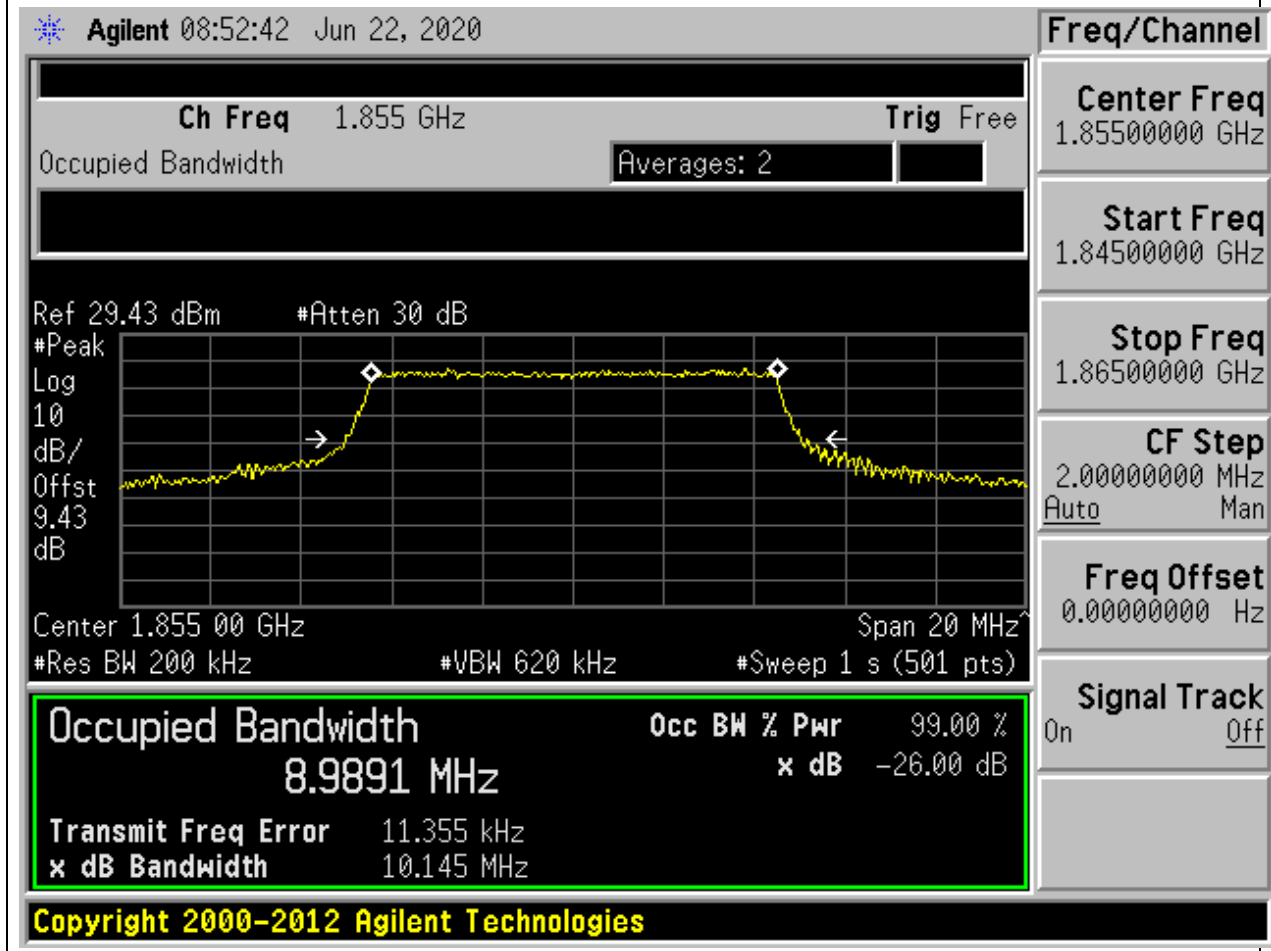 Agilent 08:52:42 Jun 22, 2020
Ch Freq 1.855 GHz Trig Free
Occupied Bandwidth Averages: 2
Ref 29.43 dBm #Atten 30 dB
#Peak
Log
10
dB/
Offst
9.43
dB
Center 1.855 00 GHz Span 20 MHz^
#Res BW 200 kHz #VBW 620 kHz #Sweep 1 s (501 pts)
Occupied Bandwidth Occ BW % Pwr 99.00 %
8.9891 MHz x dB -26.00 dB
Transmit Freq Error 11.355 kHz
x dB Bandwidth 10.145 MHz
Copyright 2000-2012 Agilent Technologies
Freq/Channel
Center Freq
1.85500000 GHz
Start Freq
1.84500000 GHz
Stop Freq
1.86500000 GHz
CF Step
2.00000000 MHz
Auto Man
Freq Offset
0.00000000 Hz
Signal Track
On Off